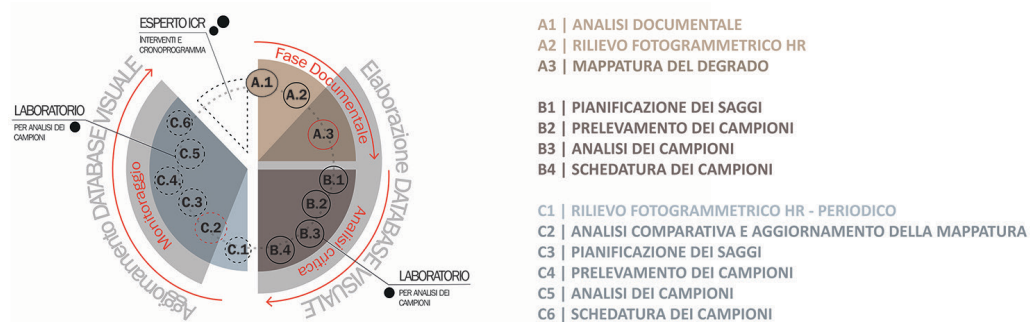 ESPERTO ICR
INTERVENTI E
CRONOPROGRAMMA
LABORATORIO
PER ANALISI DEI
CAMPIONI
Aggiornamento DATABASE VISUALE
Elaborazione DATABASE VISUALE
Fase Documentale
Analisi critica
Monitoraggio
A.1
A.2
A.3
B.1
B.2
B.3
B.4
C.1
C.2
C.3
C.4
C.5
C.6
LABORATORIO
PER ANALISI DEI
CAMPIONI
A1 | ANALISI DOCUMENTALE
A2 | RILIEVO FOTOGRAMMETRICO HR
A3 | MAPPATURA DEL DEGRADO
B1 | PIANIFICAZIONE DEI SAGGI
B2 | PRELEVAMENTO DEI CAMPIONI
B3 | ANALISI DEI CAMPIONI
B4 | SCHEDATURA DEI CAMPIONI
C1 | RILIEVO FOTOGRAMMETRICO HR - PERIODICO
C2 | ANALISI COMPARATIVA E AGGIORNAMENTO DELLA MAPPATURA
C3 | PIANIFICAZIONE DEI SAGGI
C4 | PRELEVAMENTO DEI CAMPIONI
C5 | ANALISI DEI CAMPIONI
C6 | SCHEDATURA DEI CAMPIONI